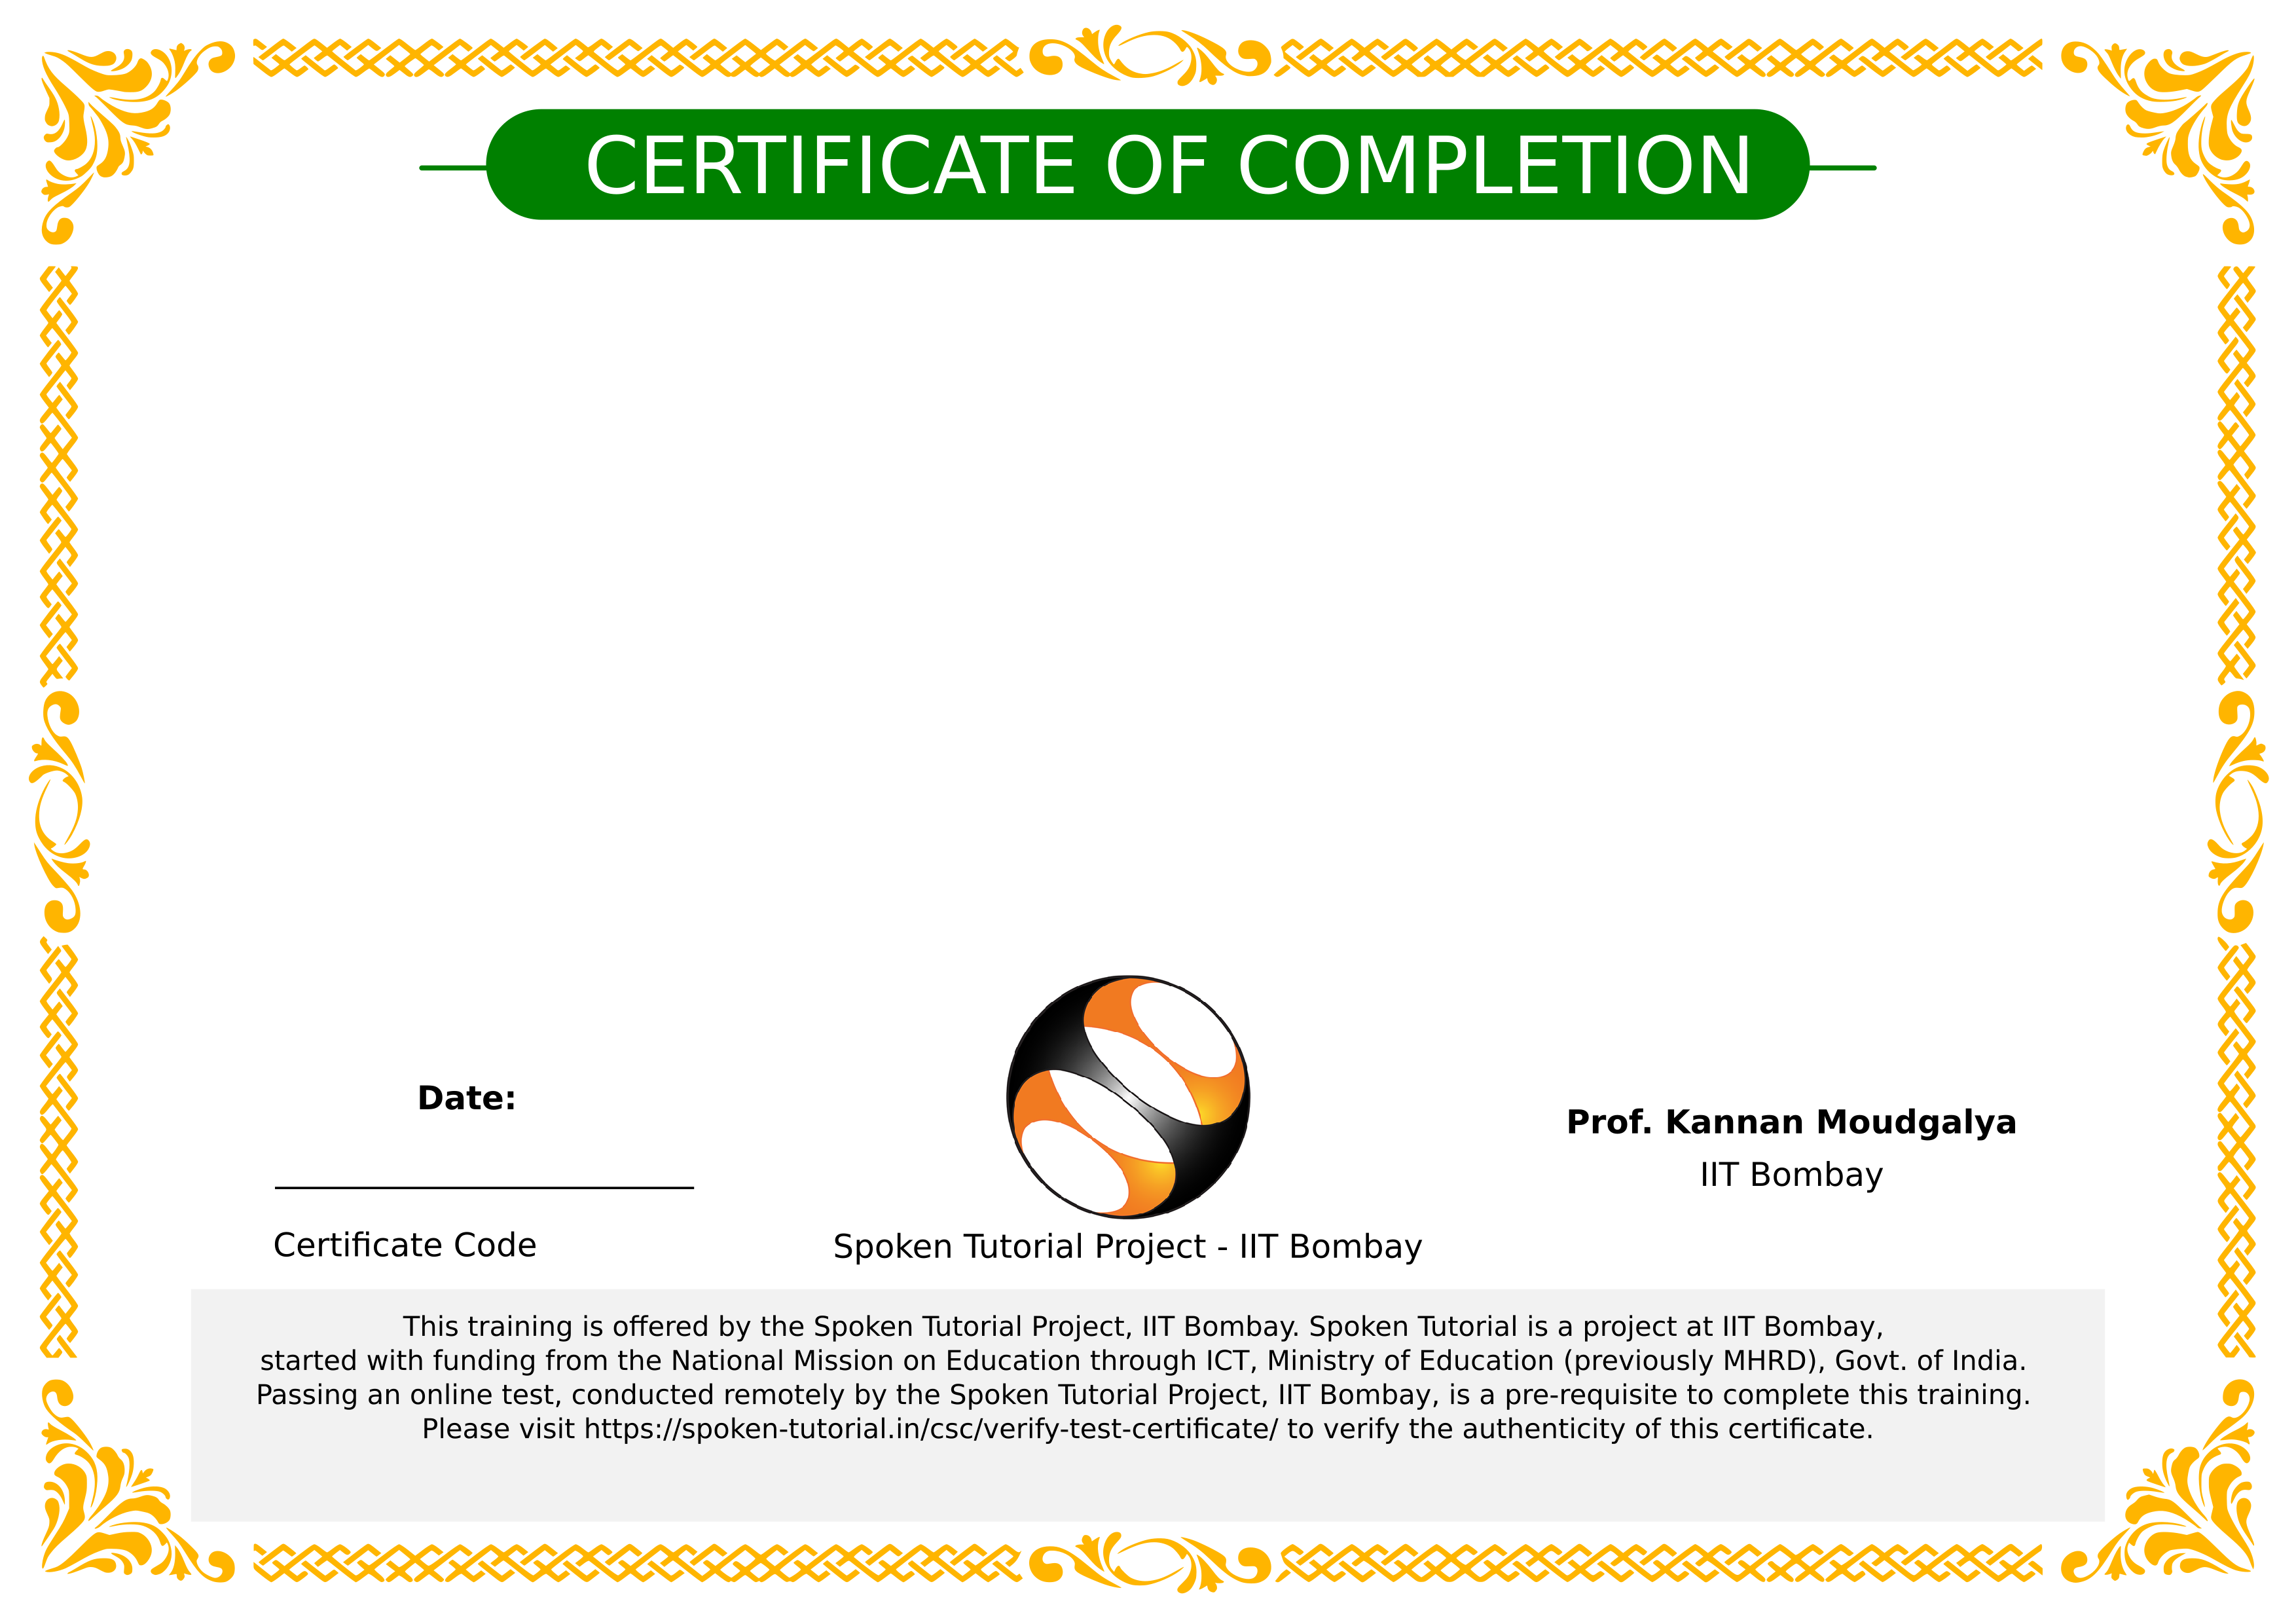 CERTIFICATE OF COMPLETION
Date:
Prof. Kannan Moudgalya
IIT Bombay
Certificate Code
Spoken Tutorial Project - IIT Bombay
This training is offered by the Spoken Tutorial Project, IIT Bombay. Spoken Tutorial is a project at IIT Bombay,
started with funding from the National Mission on Education through ICT, Ministry of Education (previously MHRD), Govt. of India.
Passing an online test, conducted remotely by the Spoken Tutorial Project, IIT Bombay, is a pre-requisite to complete this training.
Please visit https://spoken-tutorial.in/csc/verify-test-certificate/ to verify the authenticity of this certificate.